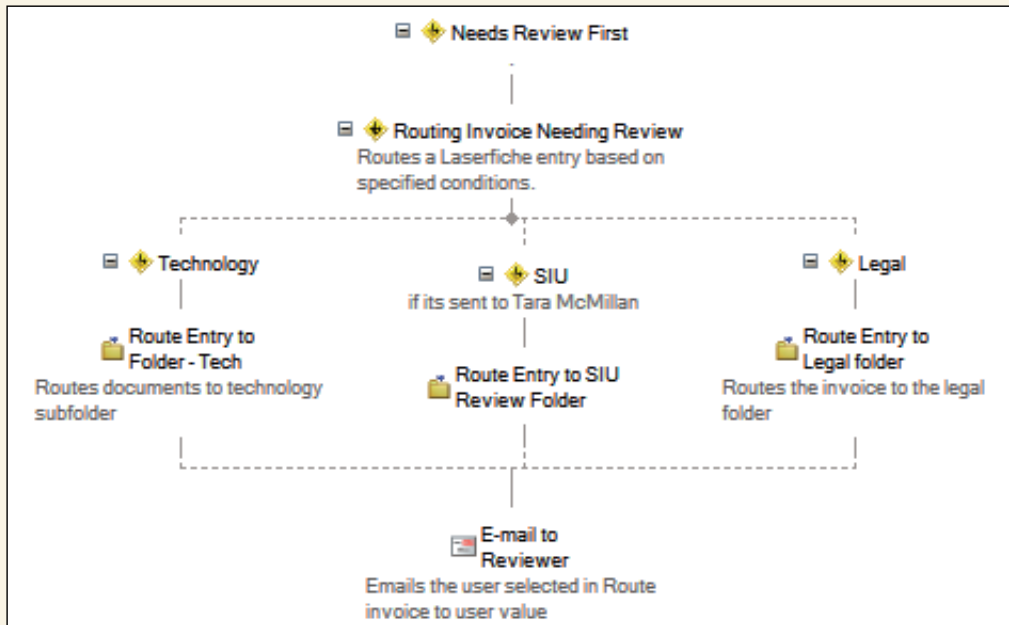 Needs Review First
Routing Invoice Needing Review
Routes a Laserfiche entry based on
specified conditions.
Technology
Route Entry to
Folder - Tech
Routes documents to technology
subfolder
SIU
if its sent to Tara McMillan
Route Entry to SIU
Review Folder
Legal
Route Entry to
Legal folder
Routes the invoice to the legal
folder
E-mail to
Reviewer
Emails the user selected in Route
invoice to user value